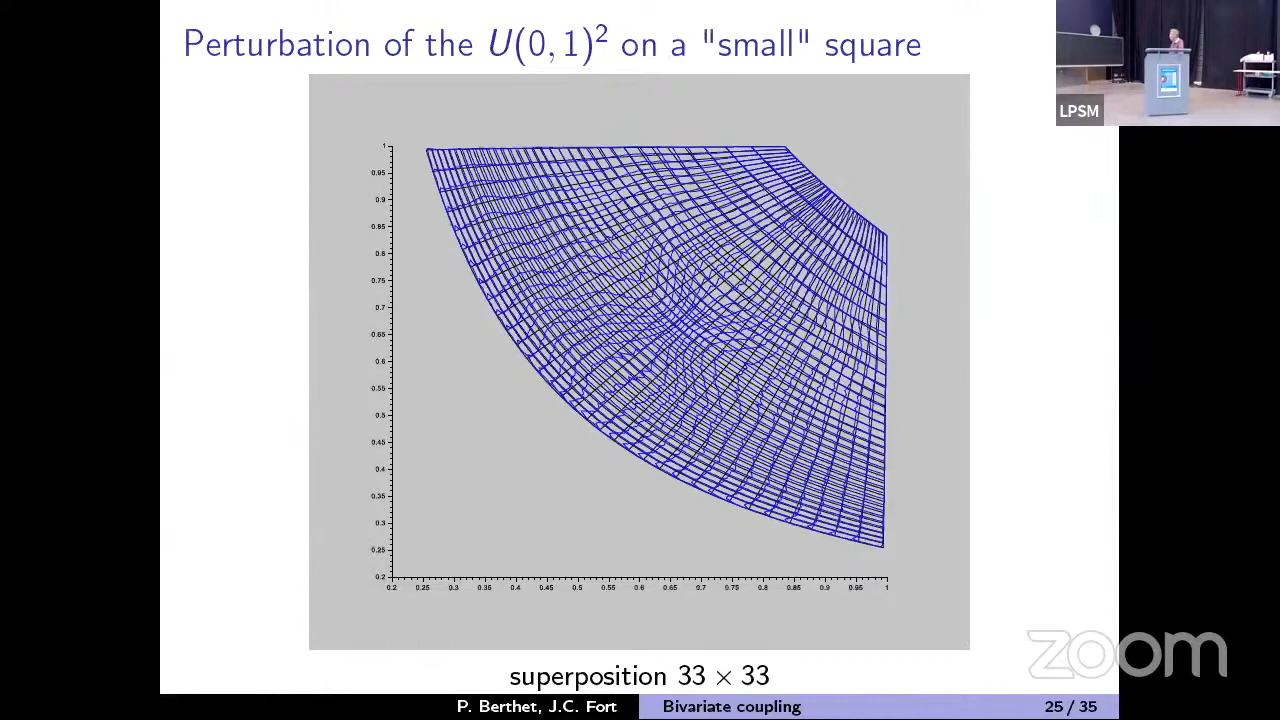 Perturbation of the U(0,1)² on a "small" square
LPSM
1
0.95
0.9
0.85
0.8
0.75
0.7
0.65
0.6
0.55
0.5
0.45
0.4
0.35
0.3
0.25
0.2
0.2 0.25 0.3 0.35 0.4 0.45 0.5 0.55 0.6 0.65 0.7 0.75 0.8 0.85 0.9 0.95 1
zoom
superposition 33 × 33
P. Berthet, J.C. Fort Bivariate coupling 25 / 35